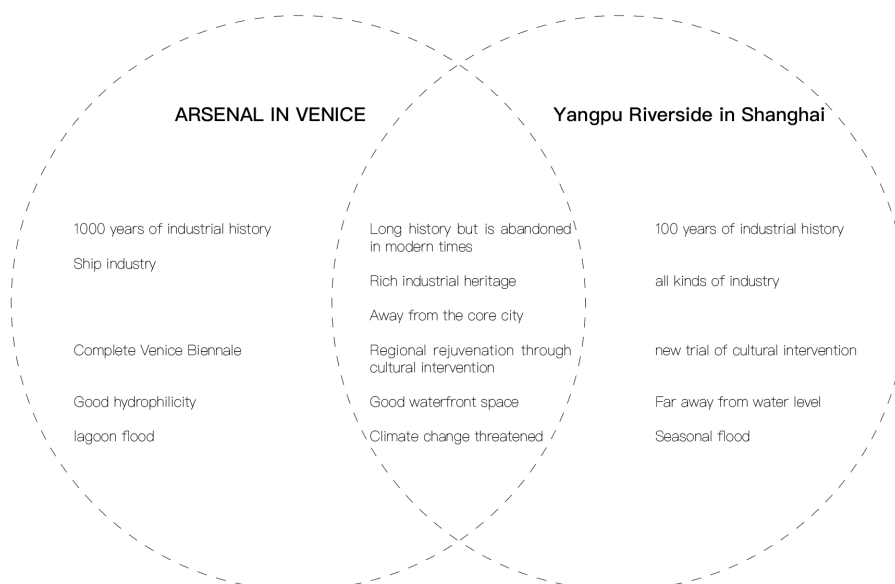 ARSENAL IN VENICE
1000 years of industrial history
Ship industry
Complete Venice Biennale
Good hydrophilicity
lagoon flood
Long history but is abandoned
in modern times
Rich industrial heritage
Away from the core city
Regional rejuvenation through
cultural intervention
Good waterfront space
Climate change threatened
Yangpu Riverside in Shanghai
100 years of industrial history
all kinds of industry
new trial of cultural intervention
Far away from water level
Seasonal flood